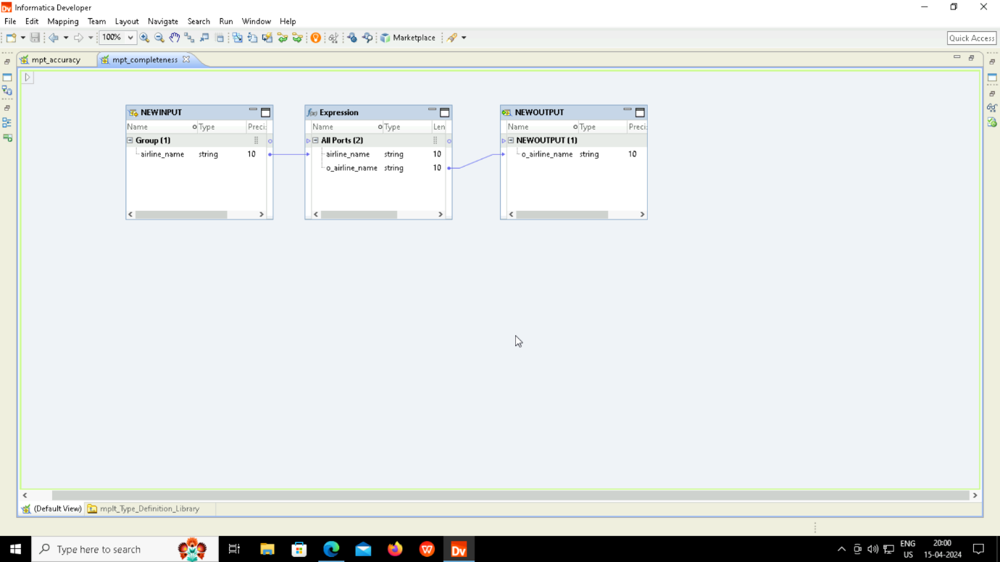 Dv Informatica Developer
File Edit Mapping Team Layout Navigate Search Run Window Help
100% Marketplace Quick Access
mpt_accuracy mpt_completeness
NEWINPUT
Name Type Preci
Group (1)
airline_name string 10
f(x) Expression
Name Type Len
All Ports (2)
airline_name string 10
o_airline_name string 10
NEWOUTPUT
Name Type Preci
NEWOUTPUT (1)
o_airline_name string 10
(Default View) mplt_Type_Definition_Library
Type here to search
Dv
ENG
US
20:00
15-04-2024